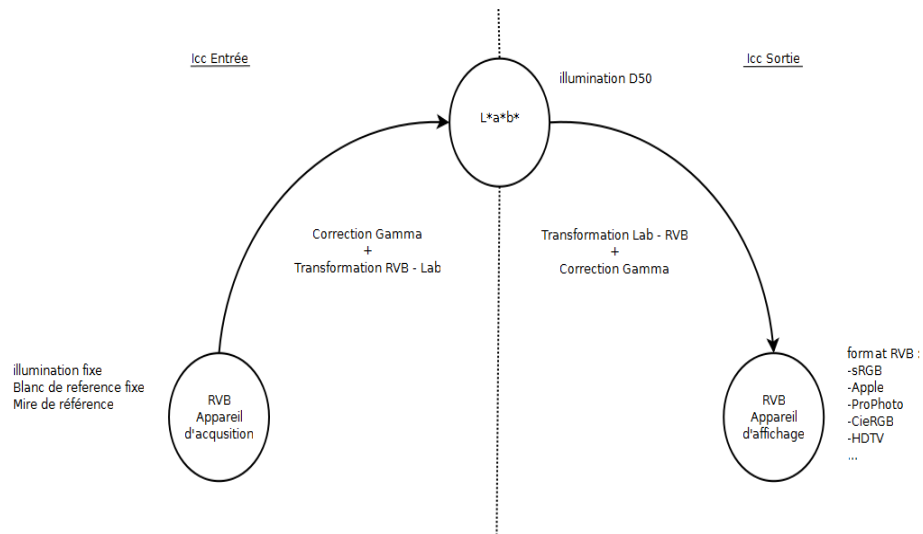 Icc Entrée
Icc Sortie
illumination D50
L*a*b*
Correction Gamma
+
Transformation RVB - Lab
Transformation Lab - RVB
+
Correction Gamma
illumination fixe
Blanc de reference fixe
Mire de référence
RVB
Appareil
d'acqusition
RVB
Appareil
d'affichage
format RVB :
-sRGB
-Apple
-ProPhoto
-CieRGB
-HDTV
...